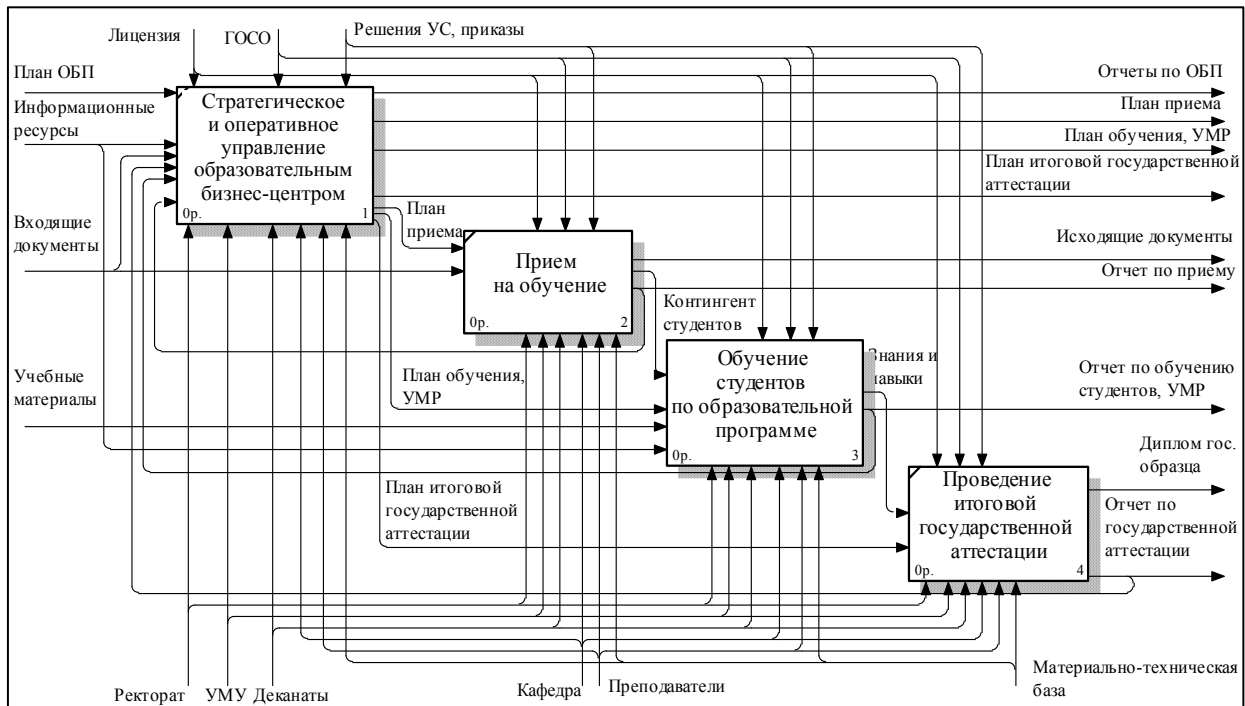 Лицензия
ГОСО
Решения УС, приказы
План ОБП
Информационные
ресурсы
Входящие
документы
Учебные
материалы
Стратегическое
и оперативное
управление
образовательным
бизнес-центром
0р.
1
Отчеты по ОБП
План приема
План обучения, УМР
План итоговой государственной
аттестации
План
приема
Прием
на обучение
0р.
2
Исходящие документы
Отчет по приему
Контингент
студентов
План обучения,
УМР
Обучение
студентов
по образовательной
программе
0р.
3
Знания и
навыки
Отчет по обучению
студентов, УМР
План итоговой
государственной
аттестации
Проведение
итоговой
государственной
аттестации
0р.
4
Диплом гос.
образца
Отчет по
государственной
аттестации
Ректорат
УМУ
Деканаты
Кафедра
Преподаватели
Материально-техническая
база